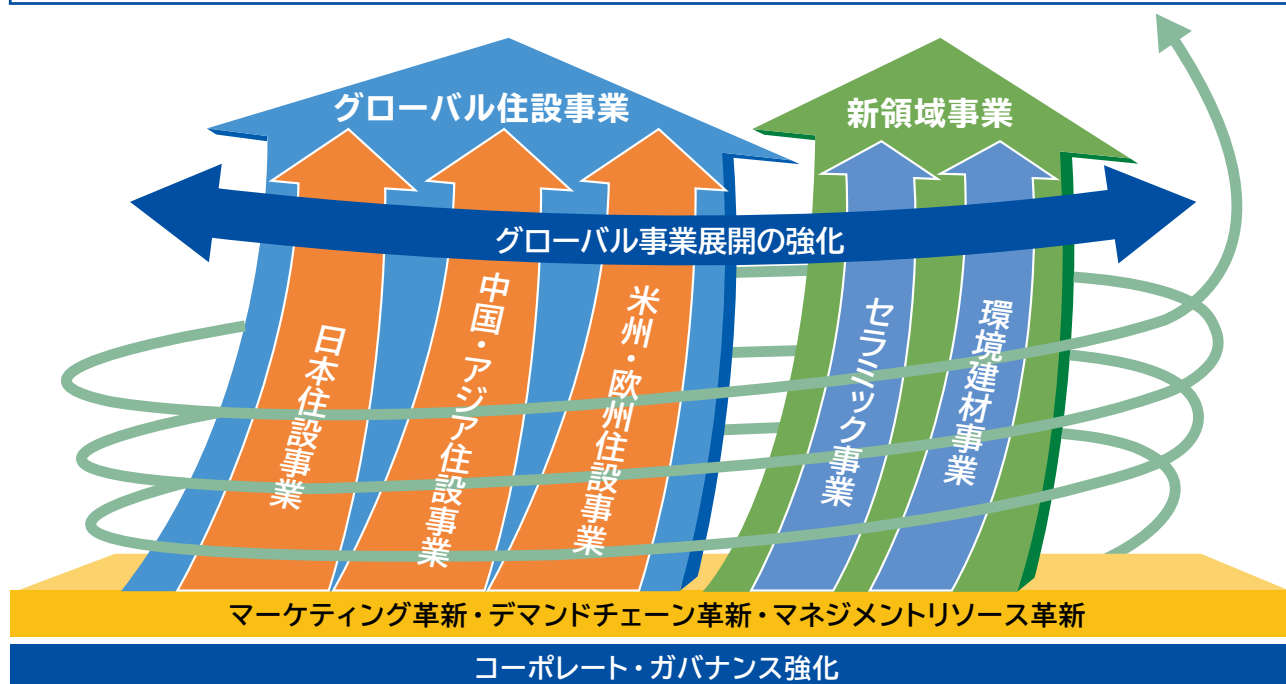 グローバル住設事業
新領域事業
グローバル事業展開の強化
日本住設事業
中国・アジア住設事業
米州・欧州住設事業
セラミック事業
環境建材事業
マーケティング革新・デマンドチェーン革新・マネジメントリソース革新
コーポレート・ガバナンス強化